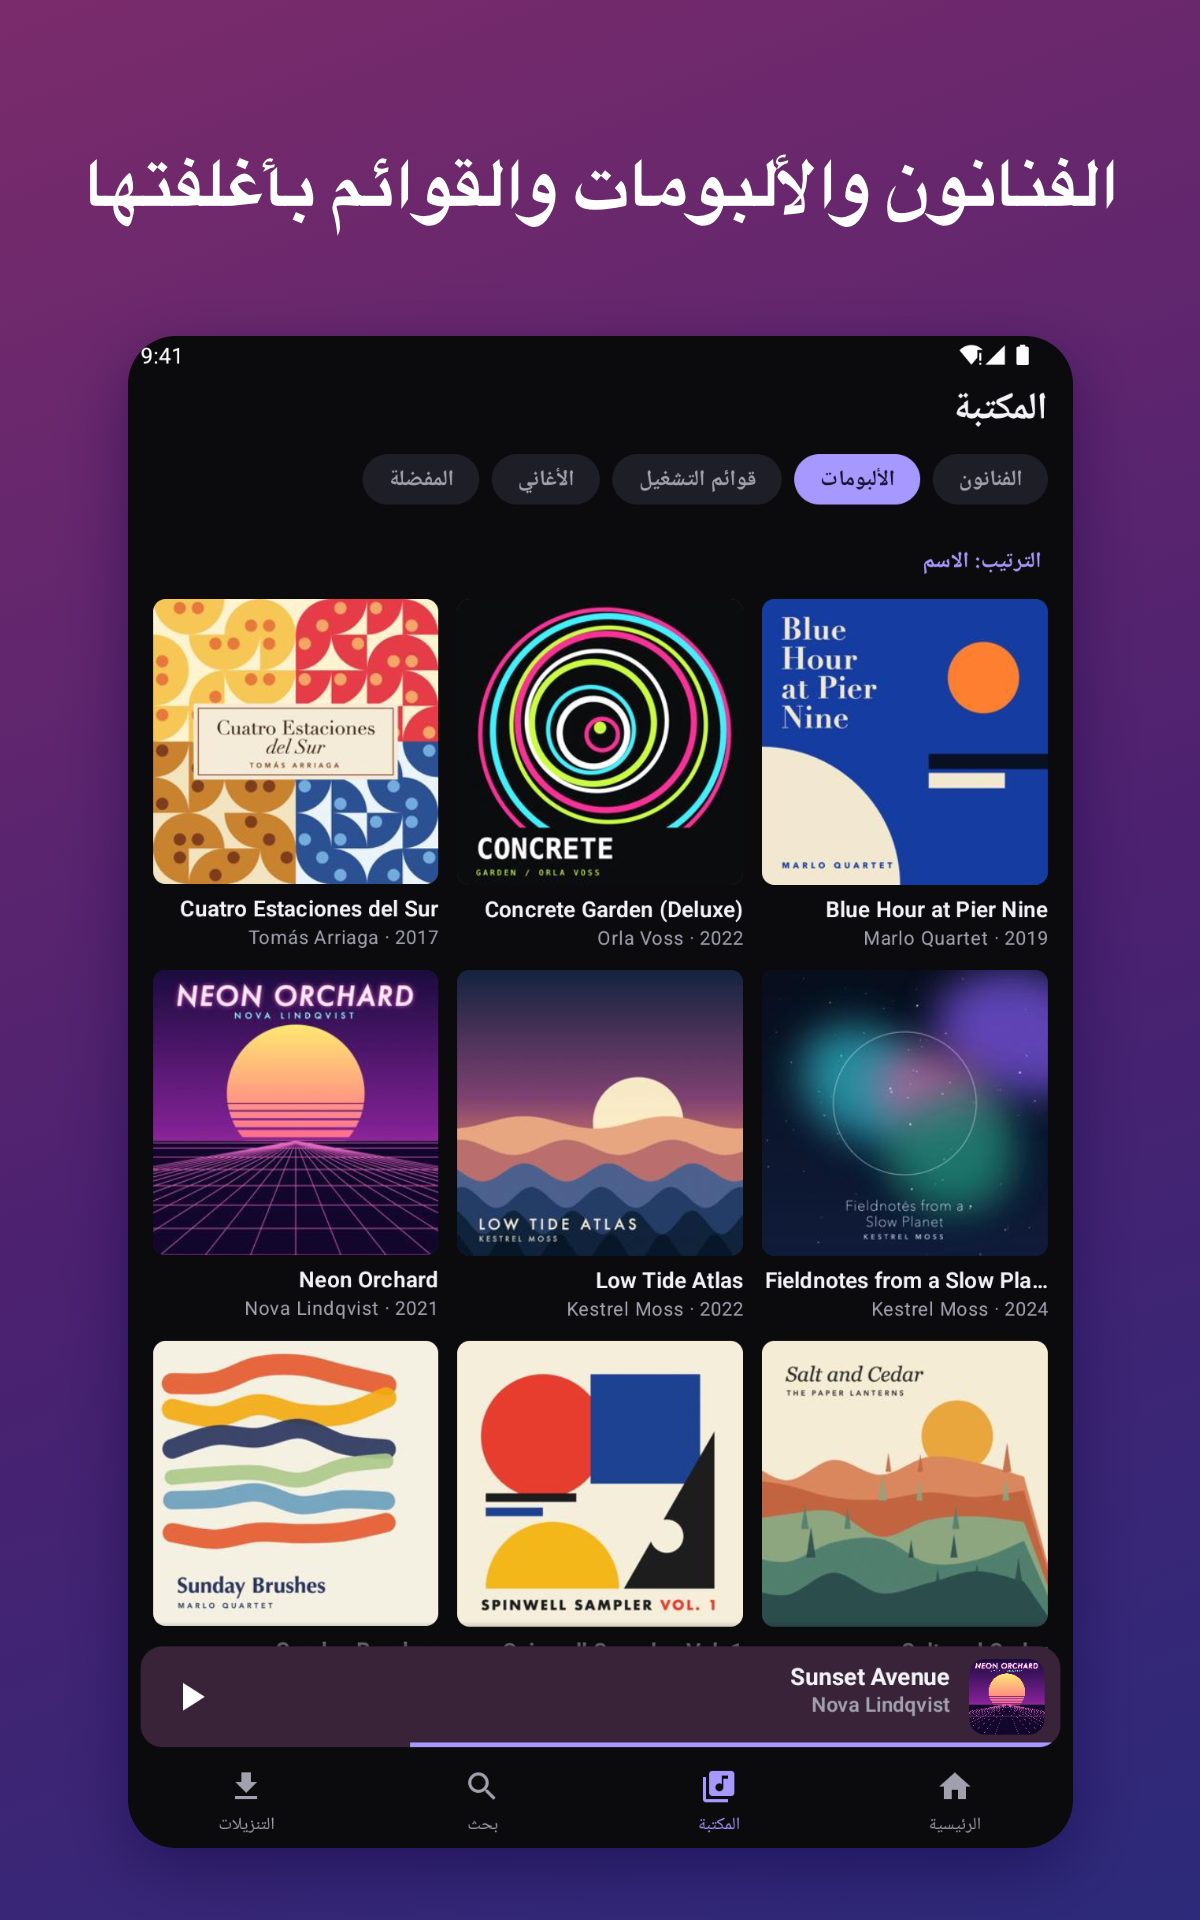 الفنانون والألبومات والقوائم بأغلفتها
9:41
المكتبة
الفنانون
الألبومات
قوائم التشغيل
الأغاني
المفضلة
الترتيب: الاسم
Blue
Hour
at Pier
Nine
MARLO QUARTET
Blue Hour at Pier Nine
Marlo Quartet · 2019
CONCRETE
GARDEN / ORLA VOSS
Concrete Garden (Deluxe)
Orla Voss · 2022
Cuatro Estaciones
del Sur
TOMÁS ARRIAGA
Cuatro Estaciones del Sur
Tomás Arriaga · 2017
Fieldnotes from a
Slow Planet
KESTREL MOSS
Fieldnotes from a Slow Pla...
Kestrel Moss · 2024
LOW TIDE ATLAS
KESTREL MOSS
Low Tide Atlas
Kestrel Moss · 2022
NEON ORCHARD
NOVA LINDQVIST
Neon Orchard
Nova Lindqvist · 2021
Salt and Cedar
THE PAPER LANTERNS
SPINWELL SAMPLER VOL. 1
Sunday Brushes
MARLO QUARTET
NEON ORCHARD
Sunset Avenue
Nova Lindqvist
الرئيسية
المكتبة
بحث
التنزيلات